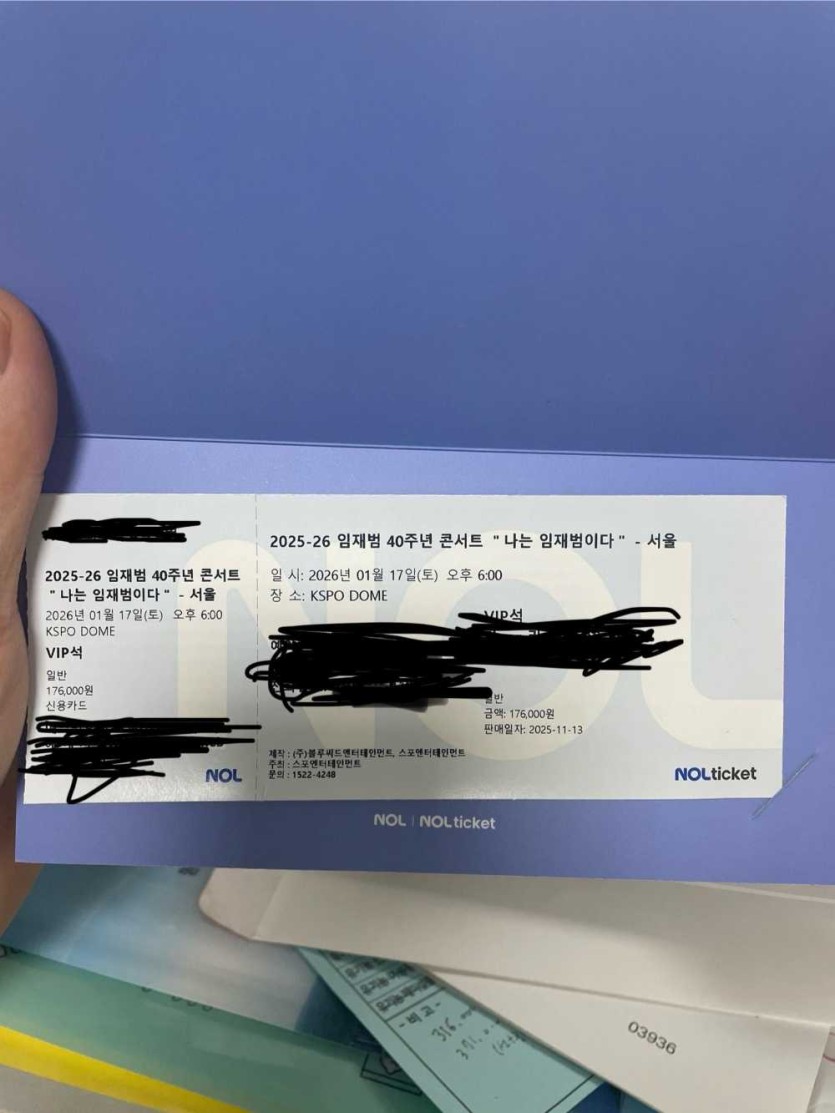 2025-26 임재범 40주년 콘서트
" 나는 임재범이다 " - 서울
2026년 01월 17일(토) 오후 6:00
KSPO DOME
VIP석
일반
176,000원
신용카드
NOL
2025-26 임재범 40주년 콘서트 " 나는 임재범이다 " - 서울
일 시: 2026년 01월 17일(토) 오후 6:00
장 소: KSPO DOME
VIP석
일반
금액: 176,000원
판매일자: 2025-11-13
제작 : (주)블루씨드엔터테인먼트, 스포엔터테인먼트
주최 : 스포엔터테인먼트
문의 : 1522-4248
NOLticket
NOL
NOL | NOLticket
- 비 고 -
03936